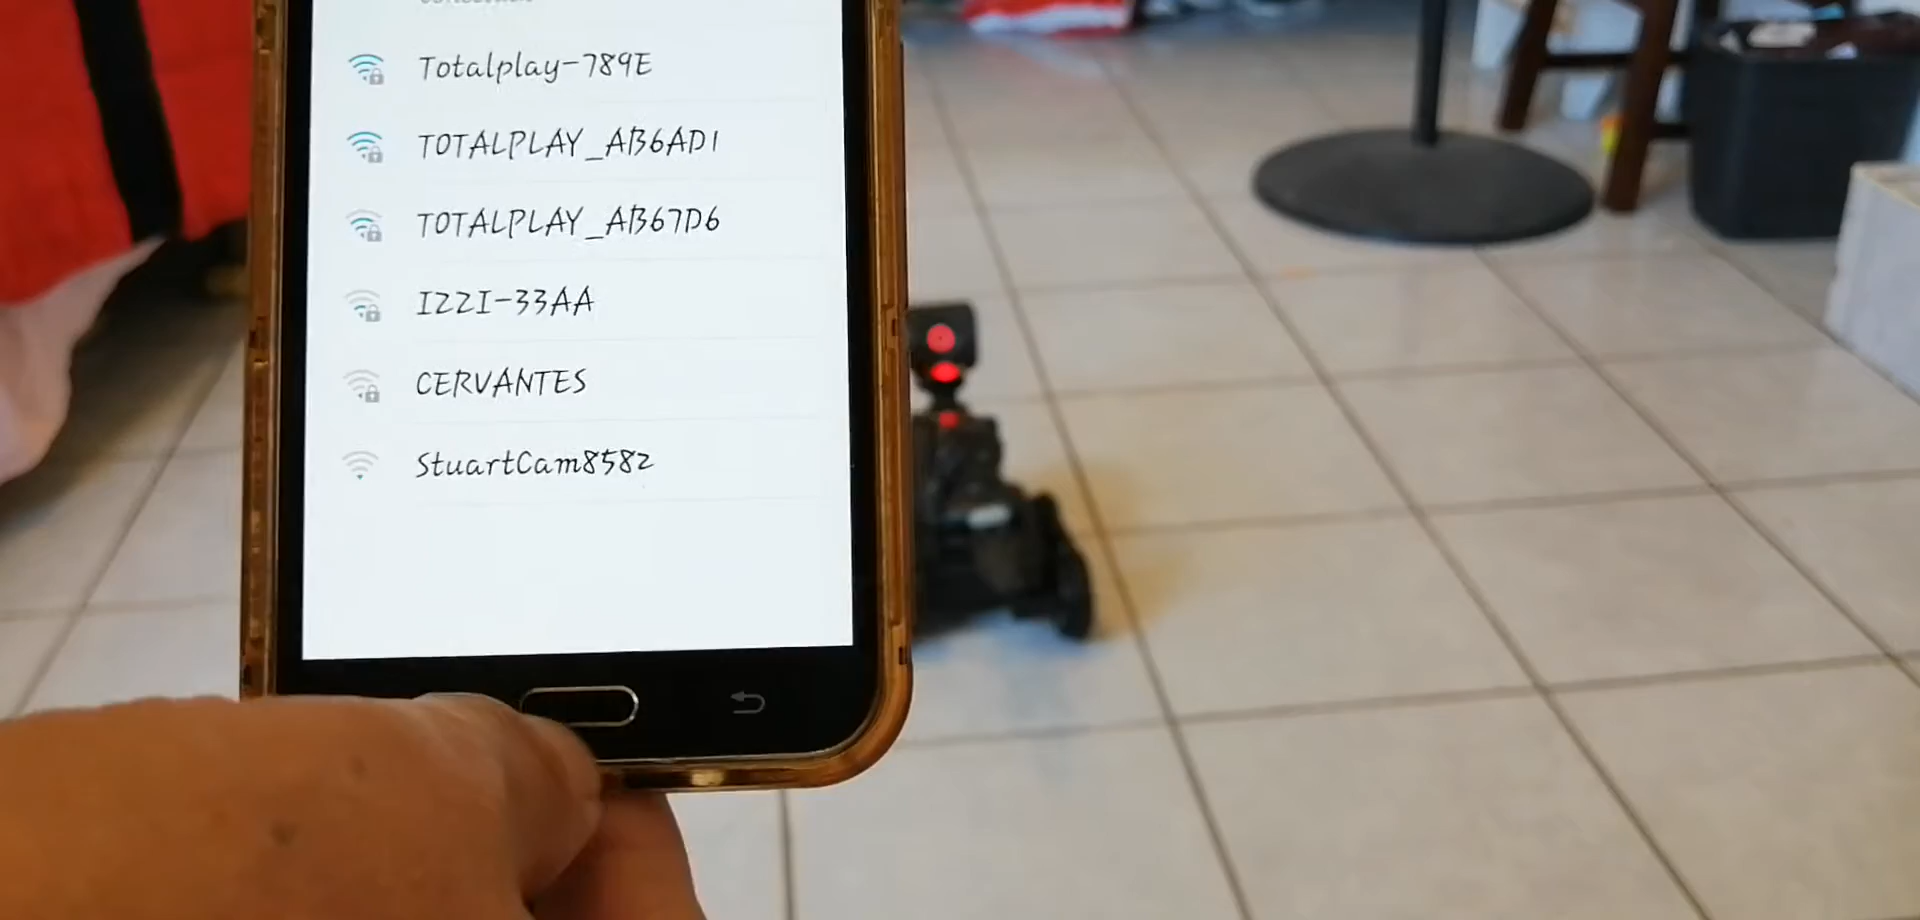 Totalplay-789E
TOTALPLAY_AB6AD1
TOTALPLAY_AB67D6
IZZI-33AA
CERVANTES
StuartCam8582